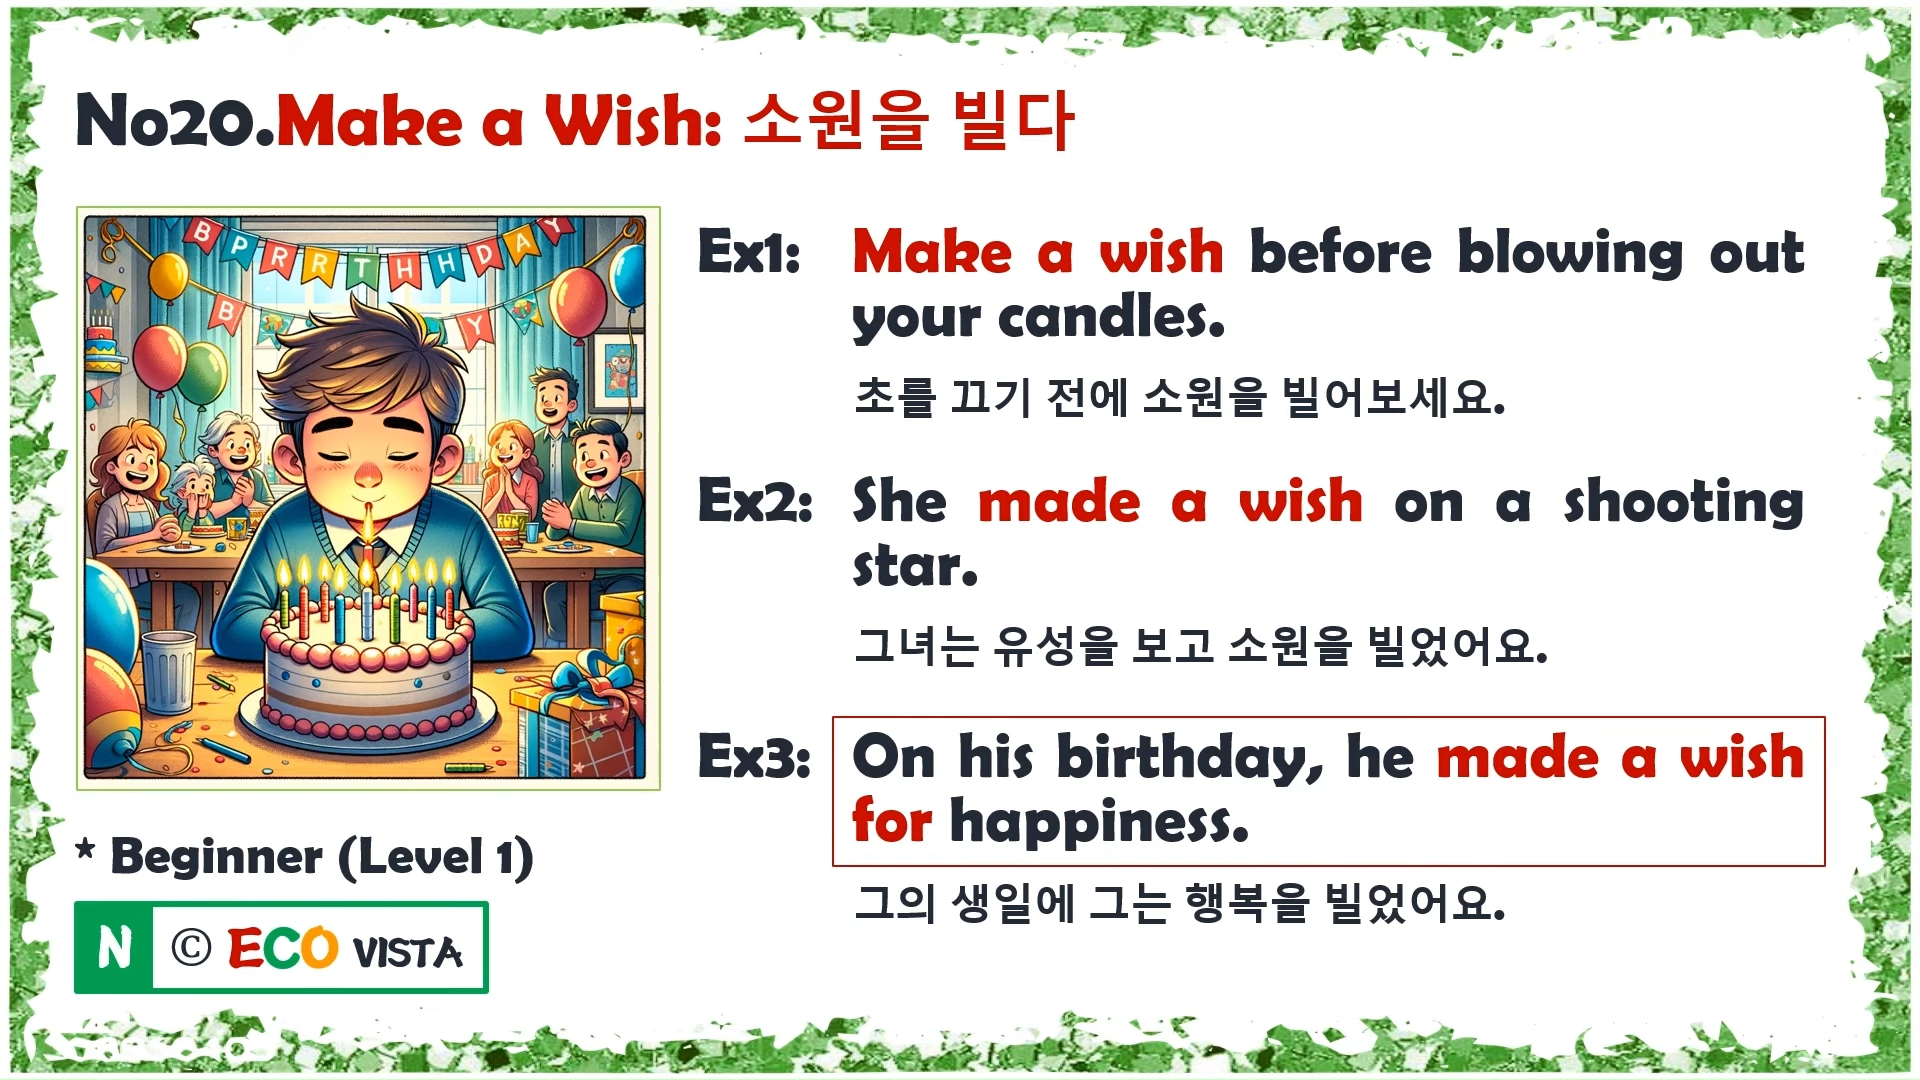 No20.Make a Wish: 소원을 빌다
BPRRTHHDAY
B Y
Ex1: Make a wish before blowing out
your candles.
초를 끄기 전에 소원을 빌어보세요.
Ex2: She made a wish on a shooting
star.
그녀는 유성을 보고 소원을 빌었어요.
Ex3: On his birthday, he made a wish
for happiness.
그의 생일에 그는 행복을 빌었어요.
* Beginner (Level 1)
N © ECO VISTA